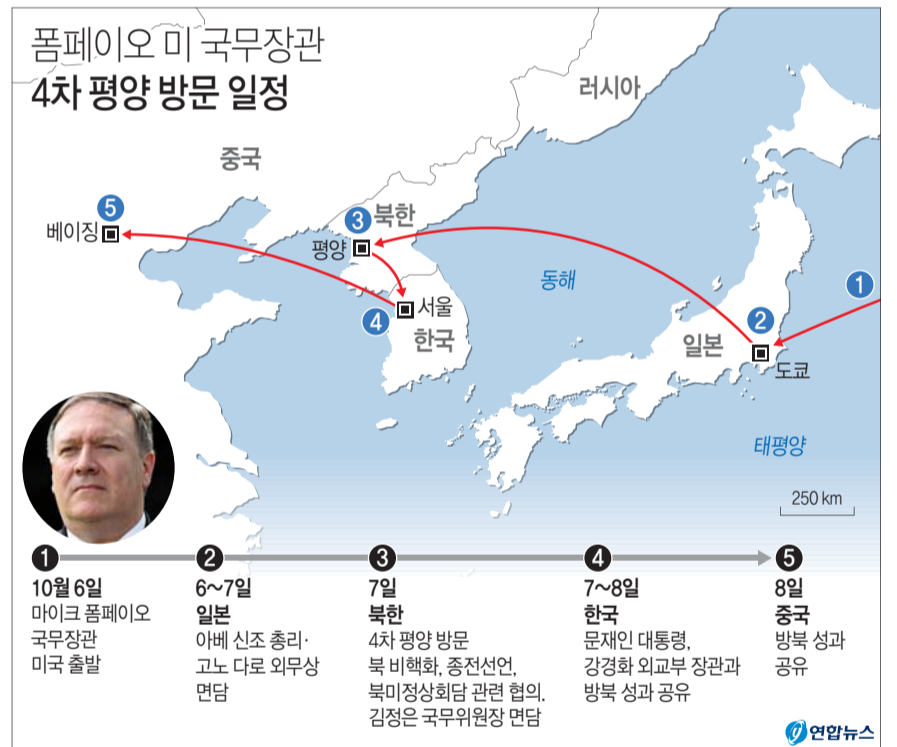 폼페이오 미 국무장관
4차 평양 방문 일정
러시아
중국
5
베이징
3
북한
평양
동해
1
서울
4
한국
2
일본
도쿄
태평양
250 km
1
10월 6일
마이크 폼페이오
국무장관
미국 출발
2
6~7일
일본
아베 신조 총리·
고노 다로 외무상
면담
3
7일
북한
4차 평양 방문
북 비핵화, 종전선언,
북미정상회담 관련 협의.
김정은 국무위원장 면담
4
7~8일
한국
문재인 대통령,
강경화 외교부 장관과
방북 성과 공유
5
8일
중국
방북 성과
공유
연합뉴스